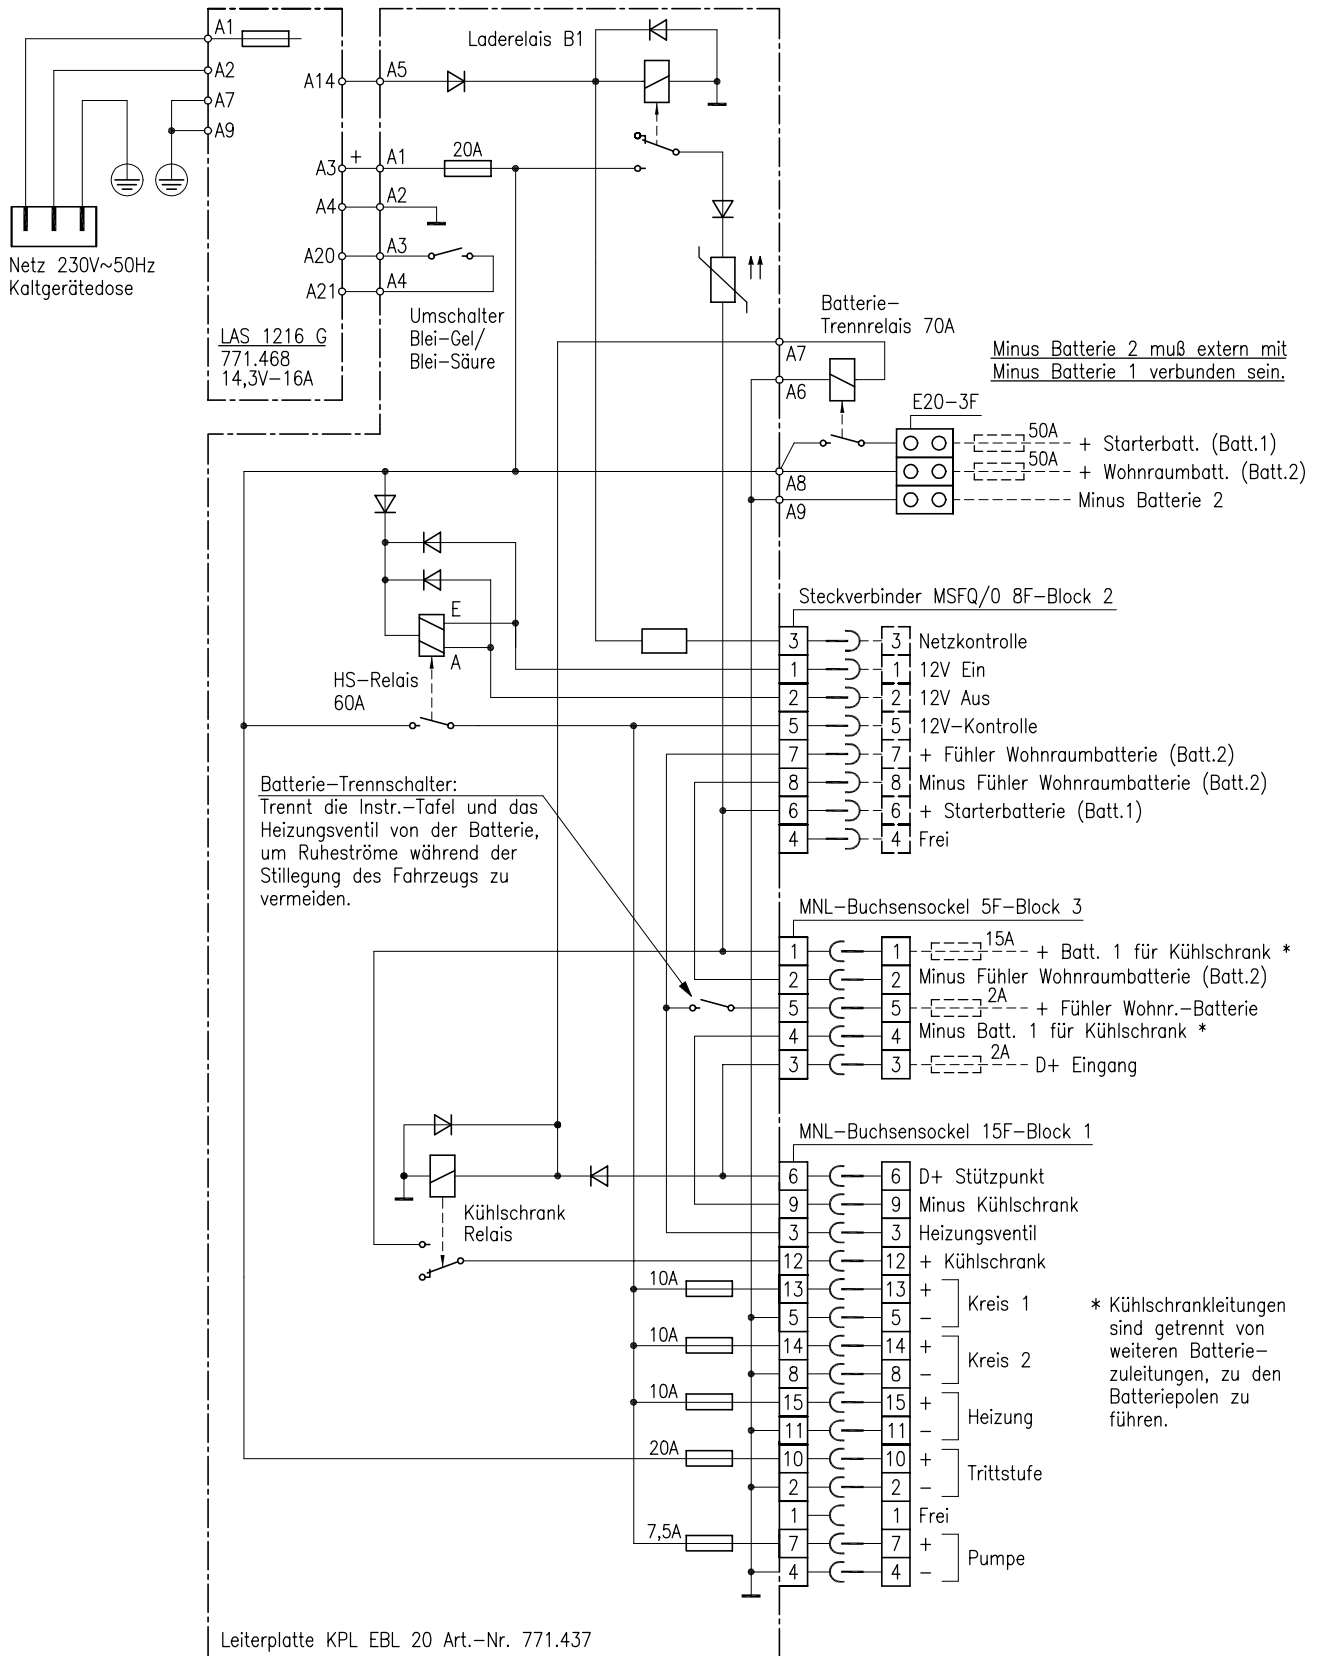 A1
A2
A7
A9
A14
A3
+
A4
A20
A21
Netz 230V~50Hz
Kaltgerätedose
LAS 1216 G
771.468
14,3V-16A
Laderelais B1
A5
A1
20A
A2
A3
A4
Umschalter
Blei-Gel/
Blei-Säure
Batterie-
Trennrelais 70A
A7
A6
Minus Batterie 2 muß extern mit
Minus Batterie 1 verbunden sein.
E20-3F
50A
+ Starterbatt. (Batt.1)
50A
+ Wohnraumbatt. (Batt.2)
A8
A9
Minus Batterie 2
E
A
HS-Relais
60A
Steckverbinder MSFQ/0 8F-Block 2
3 3 Netzkontrolle
1 1 12V Ein
2 2 12V Aus
5 5 12V-Kontrolle
7 7 + Fühler Wohnraumbatterie (Batt.2)
8 8 Minus Fühler Wohnraumbatterie (Batt.2)
6 6 + Starterbatterie (Batt.1)
4 4 Frei
Batterie-Trennschalter:
Trennt die Instr.-Tafel und das
Heizungsventil von der Batterie,
um Ruheströme während der
Stillegung des Fahrzeugs zu
vermeiden.
MNL-Buchsensockel 5F-Block 3
1 1 15A + Batt. 1 für Kühlschrank *
2 2 Minus Fühler Wohnraumbatterie (Batt.2)
5 5 2A + Fühler Wohnr.-Batterie
4 4 Minus Batt. 1 für Kühlschrank *
3 3 2A D+ Eingang
MNL-Buchsensockel 15F-Block 1
6 6 D+ Stützpunkt
9 9 Minus Kühlschrank
3 3 Heizungsventil
12 12 + Kühlschrank
Kühlschrank
Relais
10A 13 13 +
Kreis 1
5 5 -
10A 14 14 +
Kreis 2
8 8 -
10A 15 15 +
Heizung
11 11 -
20A 10 10 +
Trittstufe
2 2 -
1 1 Frei
7,5A 7 7 +
Pumpe
4 4 -
* Kühlschrankleitungen
sind getrennt von
weiteren Batterie-
zuleitungen, zu den
Batteriepolen zu
führen.
Leiterplatte KPL EBL 20 Art.-Nr. 771.437